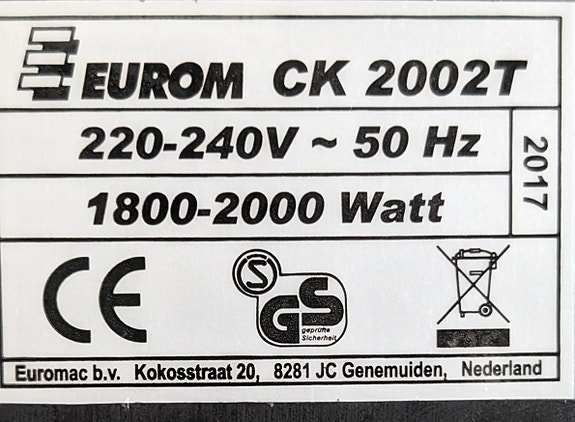 EUROM CK 2002T
220-240V ~ 50 Hz
2017
1800-2000 Watt
CE
S
GS
geprüfte
Sicherheit
Euromac b.v. Kokosstraat 20, 8281 JC Genemuiden, Nederland